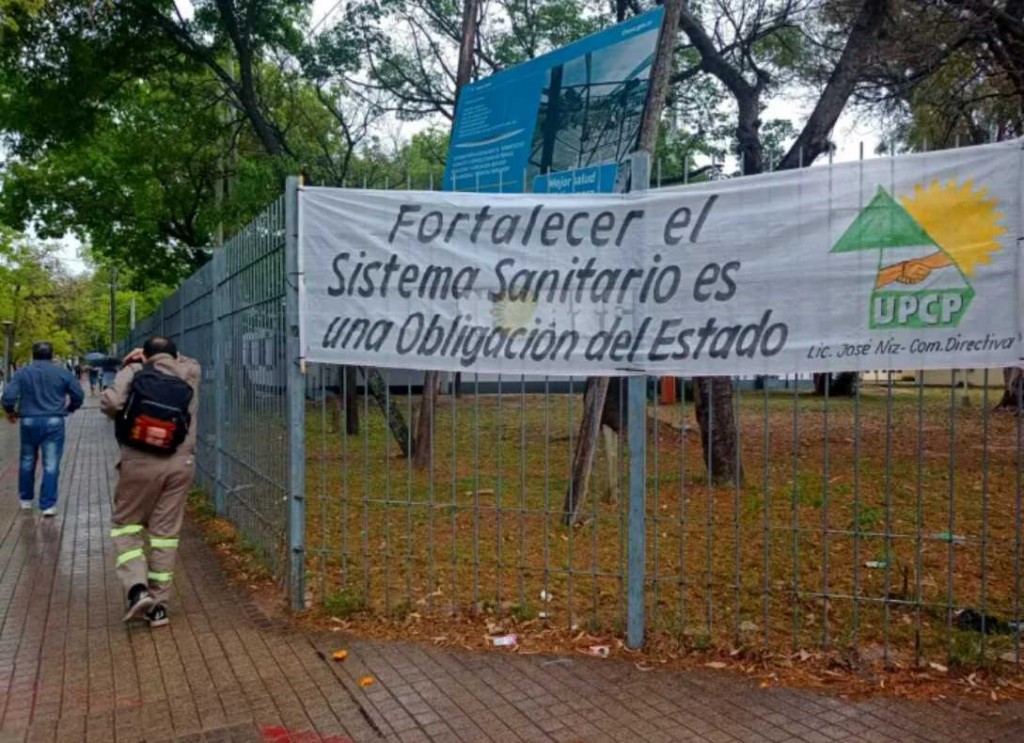 Mejor salud
Fortalecer el
Sistema Sanitario es
una Obligación del Estado
UPCP
Lic. José Niz - Com. Directiva